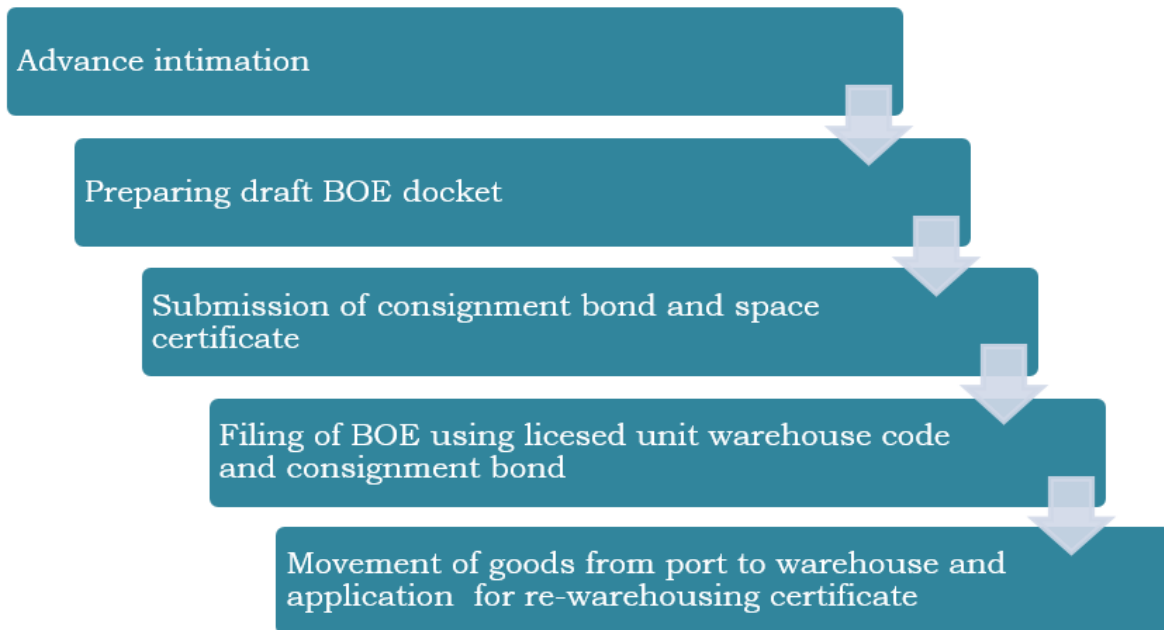 Advance intimation
Preparing draft BOE docket
Submission of consignment bond and space
certificate
Filing of BOE using licesed unit warehouse code
and consignment bond
Movement of goods from port to warehouse and
application for re-warehousing certificate